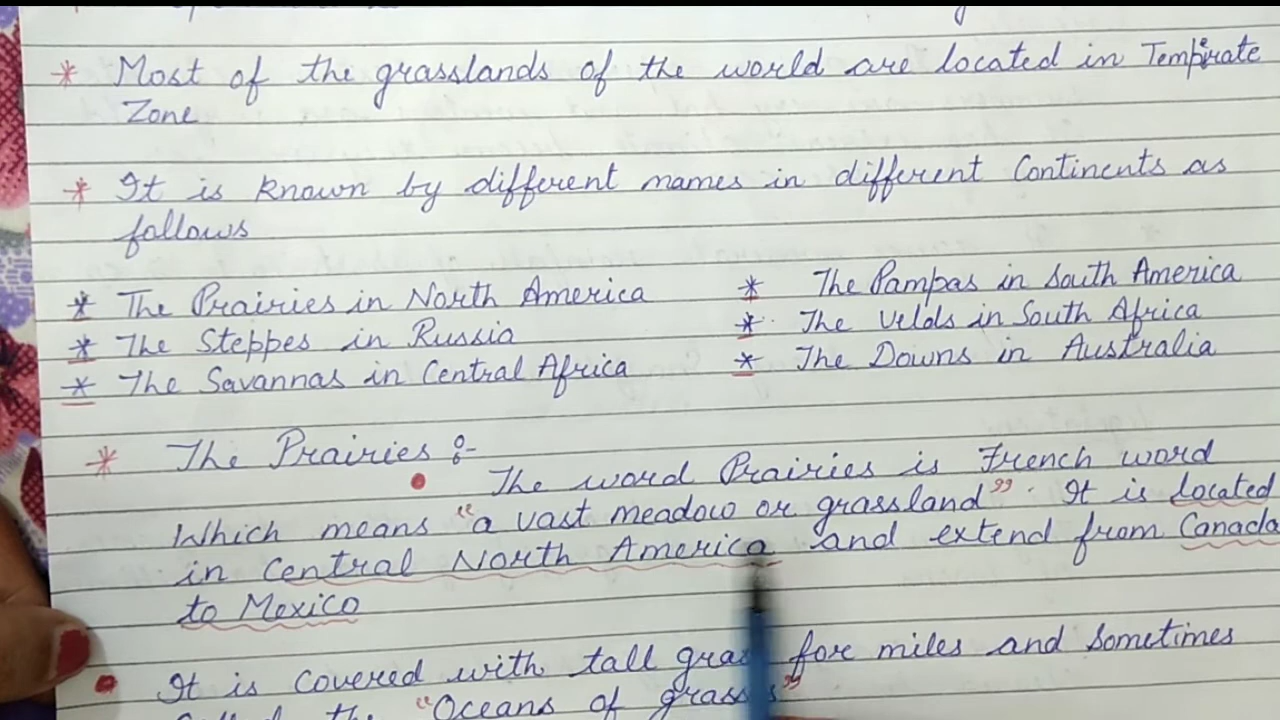 * Most of the grasslands of the world are located in Temperate
Zone
* It is known by different names in different Continents as
follows
* The Prairies in North America * The Pampas in South America
* The Steppes in Russia * The Velds in South Africa
* The Savannas in Central Africa * The Downs in Australia
* The Prairies :-
• The word Prairies is French word
Which means "a vast meadow or grassland". It is located
in Central North America and extend from Canada
to Mexico
• It is covered with tall grass for miles and sometimes
the "Oceans of grasses"